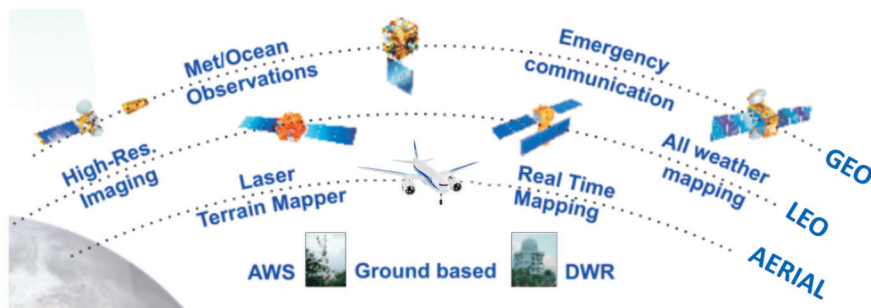 Met/Ocean
Observations
Emergency
communication
GEO
High-Res.
Imaging
All weather
mapping
LEO
Laser
Terrain Mapper
Real Time
Mapping
AERIAL
AWS Ground based DWR